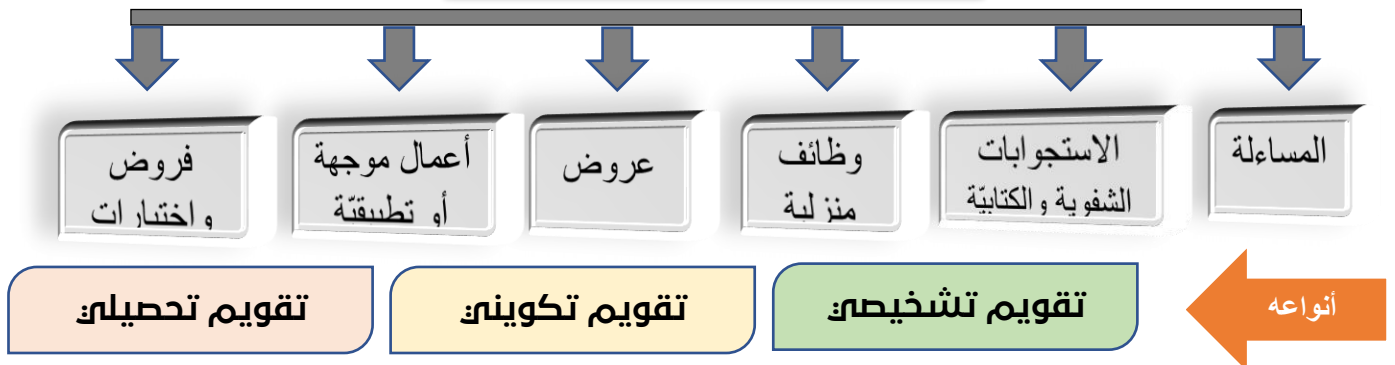 المساءلة
الاستجوابات
الشفوية والكتابيّة
وظائف
منزلية
عروض
أعمال موجهة
أو تطبيقيّة
فروض
واختبارات
أنواعه
تقويم تشخيصي
تقويم تكويني
تقويم تحصيلي